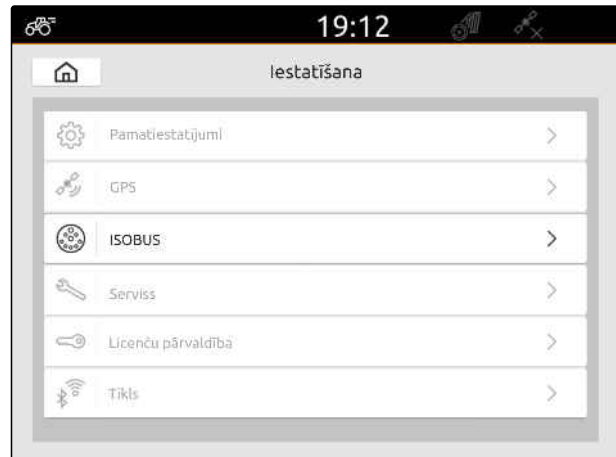 19:12
Iestatīšana
Pamatiestatījumi
GPS
ISOBUS
Serviss
Licenču pārvaldība
Tīkls